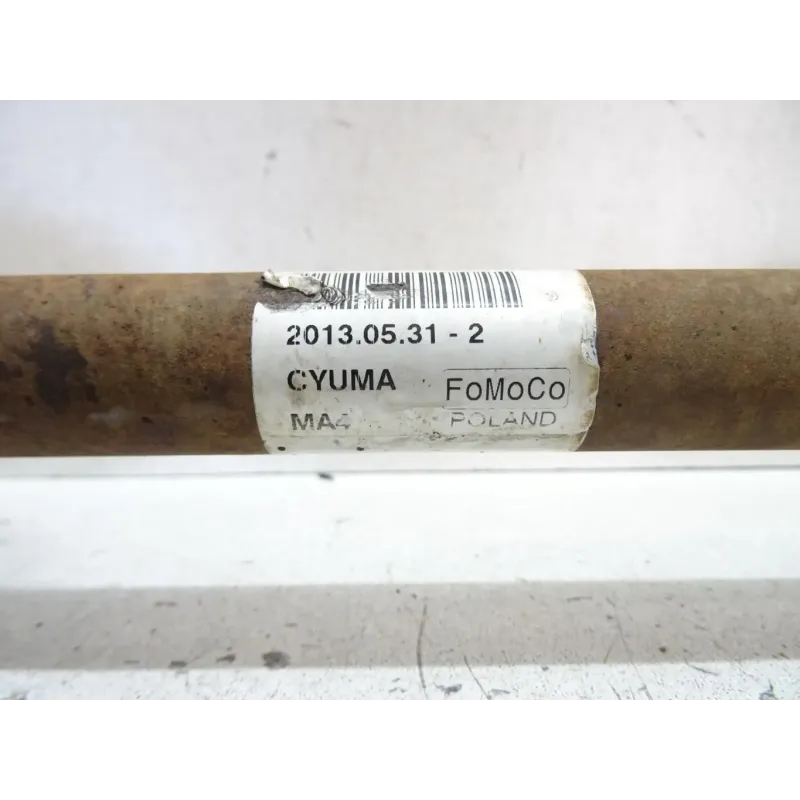 2013.05.31 - 2
CYUMA FoMoCo
MA4 POLAND